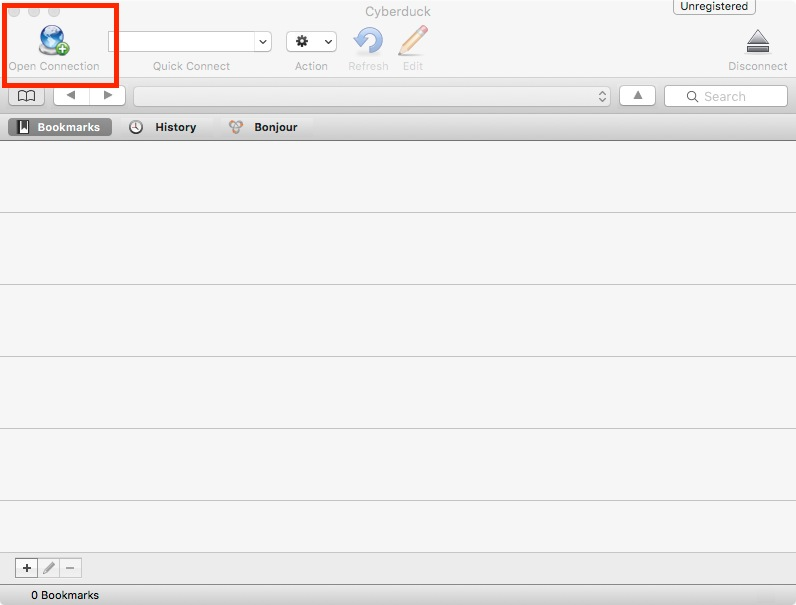 Cyberduck
Unregistered
Open Connection
Quick Connect
Action
Refresh
Edit
Disconnect
Search
Bookmarks
History
Bonjour
0 Bookmarks